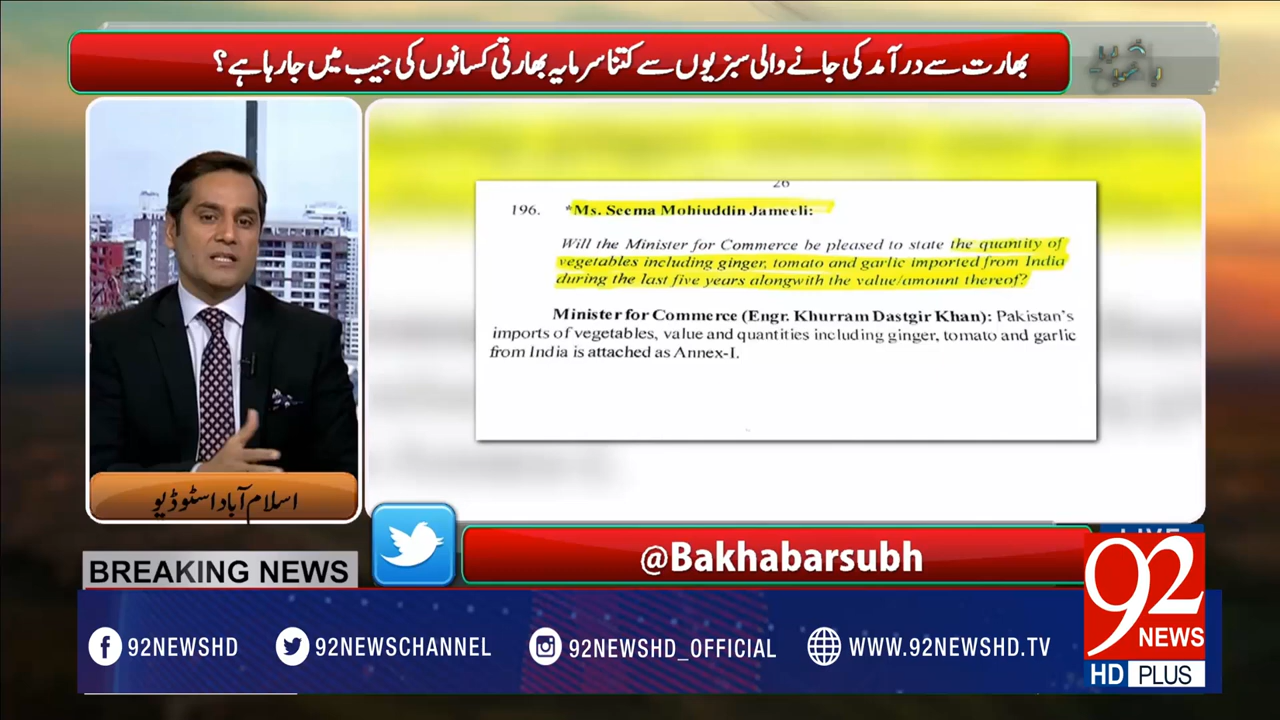 بھارت سے درآمد کی جانے والی سبزیوں سے کتنا سرمایہ بھارتی کسانوں کی جیب میں جا رہا ہے؟
26
196. *Ms. Seema Mohiuddin Jameeli:
Will the Minister for Commerce be pleased to state the quantity of
vegetables including ginger, tomato and garlic imported from India
during the last five years alongwith the value/amount thereof?
Minister for Commerce (Engr. Khurram Dastgir Khan): Pakistan's
imports of vegetables, value and quantities including ginger, tomato and garlic
from India is attached as Annex-I.
اسلام آباد اسٹوڈیو
@Bakhabarsubh
LIVE
BREAKING NEWS
92
NEWS
HD PLUS
92NEWSHD
92NEWSCHANNEL
92NEWSHD_OFFICIAL
WWW.92NEWSHD.TV